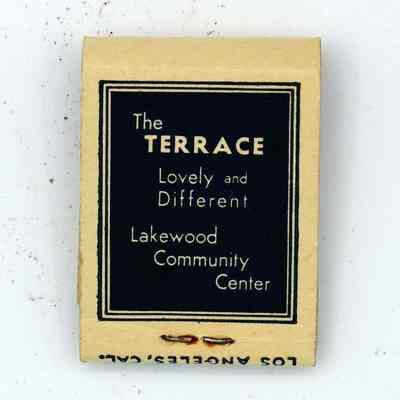 The
TERRACE
Lovely and
Different
Lakewood
Community
Center
LOS ANGELES, CAL.